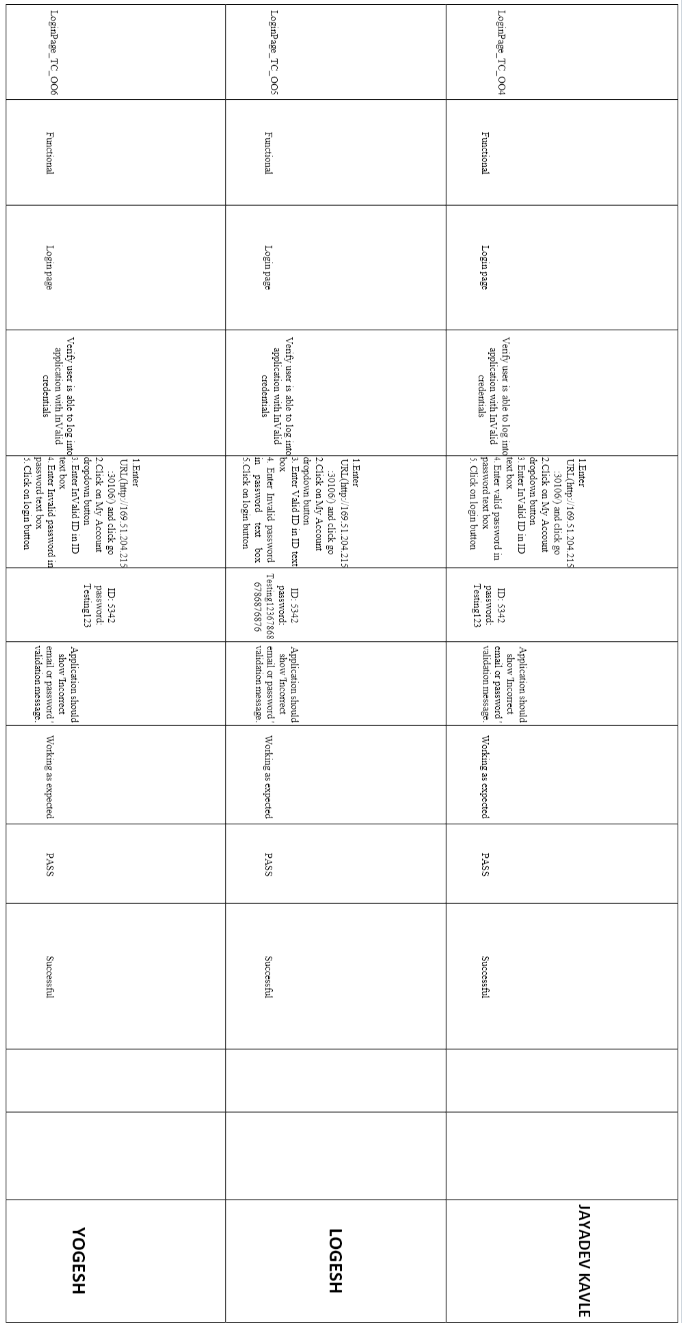 LoginPage_TC_OO4
Functional
Login page
Verify user is able to log into
application with InValid
credentials
1.Enter
URL(http://169.51.204.215
:30106/) and click go
2.Click on My Account
dropdown button
3. Enter InValid ID in ID
text box
4. Enter valid password in
password text box
5. Click on login button
ID: 5342
password:
Testing123
Application should
show 'Incorrect
email or password '
validation message.
Working as expected
PASS
Successful
JAYADEV KAVLE
LoginPage_TC_OO5
Functional
Login page
Verify user is able to log into
application with InValid
credentials
1.Enter
URL(http://169.51.204.215
:30106/) and click go
2.Click on My Account
dropdown button
3. Enter Valid ID in ID text
box
4. Enter Invalid password
in password text box
5.Click on login button
ID: 5342
password:
Testing12367868
6786876876
Application should
show 'Incorrect
email or password '
validation message.
Working as expected
PASS
Successful
LOGESH
LoginPage_TC_OO6
Functional
Login page
Verify user is able to log into
application with InValid
credentials
1.Enter
URL(http://169.51.204.215
:30106/) and click go
2.Click on My Account
dropdown button
3. Enter InValid ID in ID
text box
4. Enter Invalid password in
password text box
5. Click on login button
ID: 5342
password:
Testing123
Application should
show 'Incorrect
email or password '
validation message.
Working as expected
PASS
Successful
YOGESH